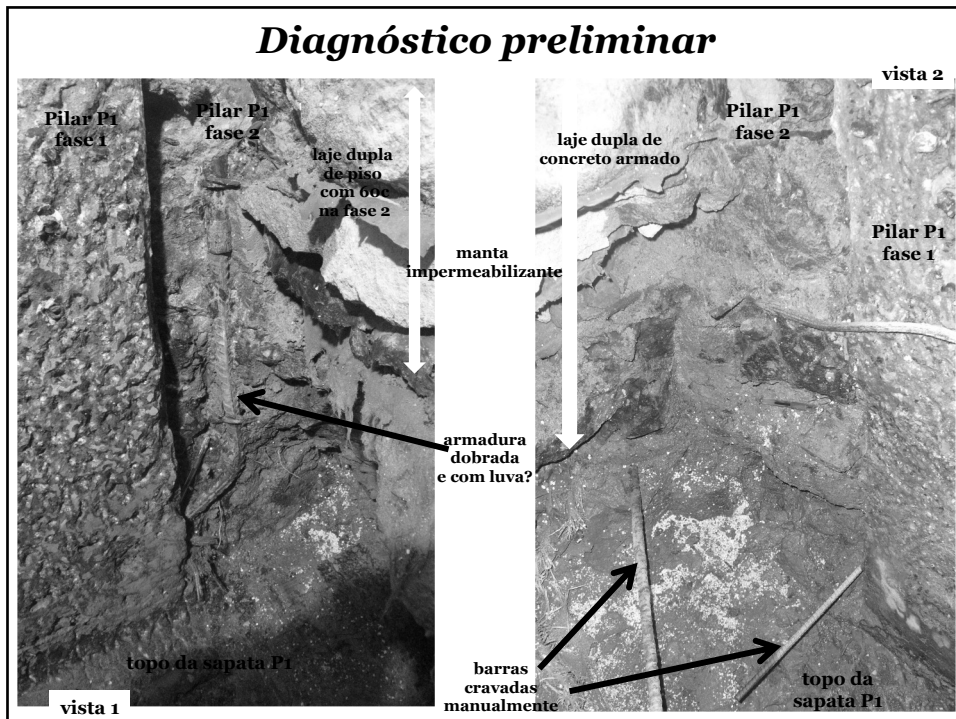 Diagnóstico preliminar
Pilar P1
fase 1
Pilar P1
fase 2
laje dupla
de piso
com 60c
na fase 2
manta
impermeabilizante
armadura
dobrada
e com luva?
topo da sapata P1
vista 1
vista 2
Pilar P1
fase 2
laje dupla de
concreto armado
Pilar P1
fase 1
barras
cravadas
manualmente
topo da
sapata P1